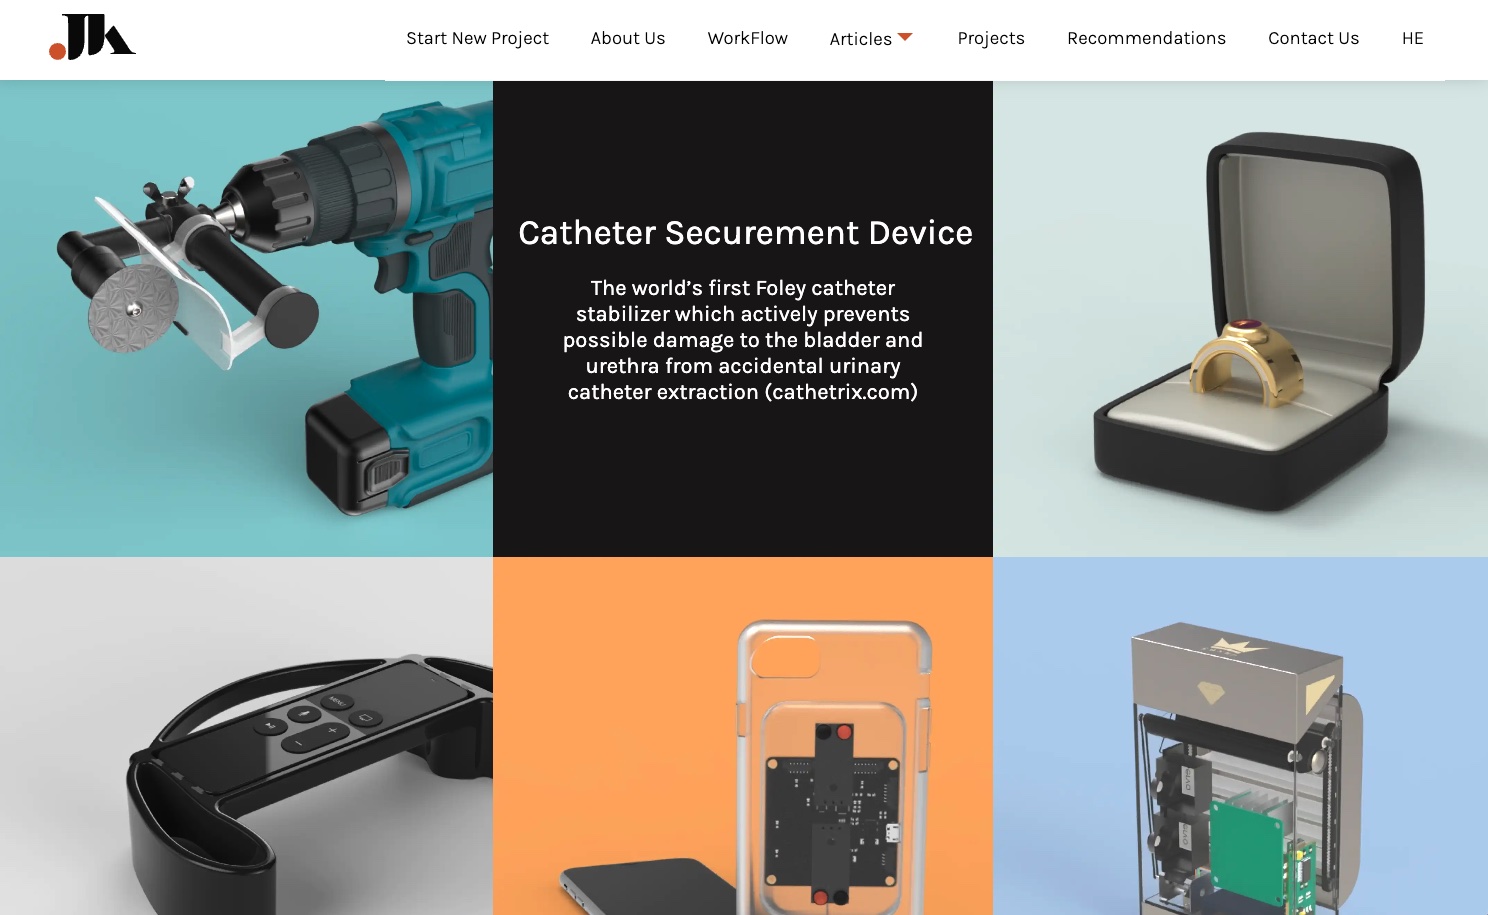 Start New Project About Us WorkFlow Articles Projects Recommendations Contact Us HE
Catheter Securement Device
The world's first Foley catheter
stabilizer which actively prevents
possible damage to the bladder and
urethra from accidental urinary
catheter extraction (cathetrix.com)
MENU